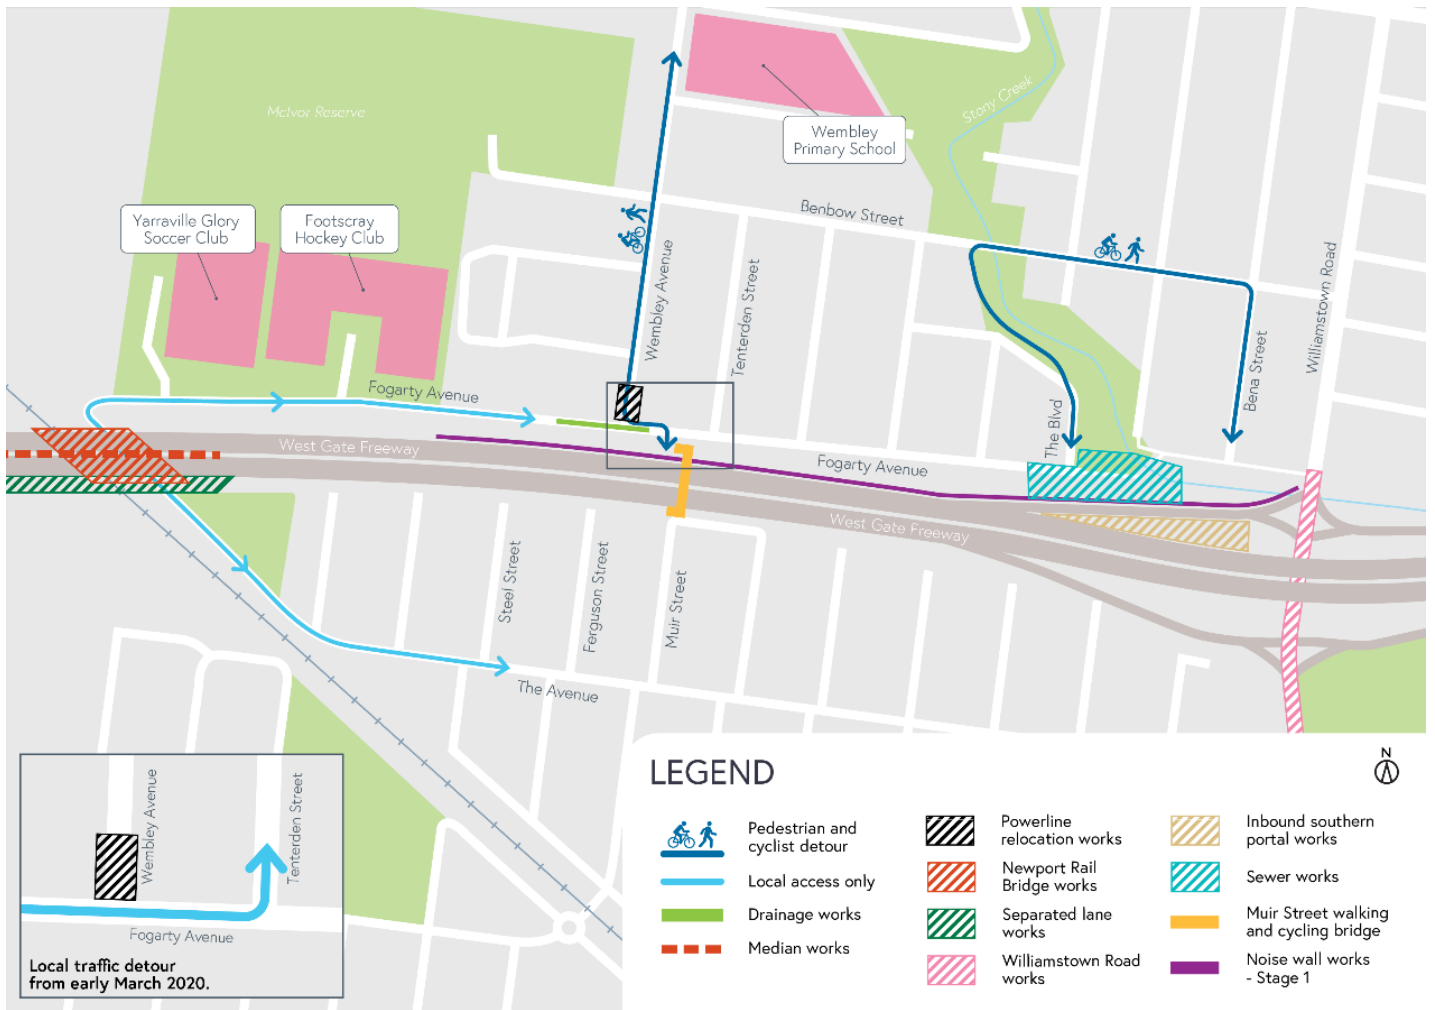 McIvor Reserve
Stony Creek
Wembley
Primary School
Yarraville Glory
Soccer Club
Footscray
Hockey Club
Benbow Street
Wembley Avenue
Tenterden Street
Williamstown Road
Bena Street
The Blvd
Fogarty Avenue
West Gate Freeway
Fogarty Avenue
West Gate Freeway
Steel Street
Ferguson Street
Muir Street
The Avenue
Wembley Avenue
Tenterden Street
Fogarty Avenue
Local traffic detour
from early March 2020.
LEGEND
N
Pedestrian and
cyclist detour
Local access only
Drainage works
Median works
Powerline
relocation works
Newport Rail
Bridge works
Separated lane
works
Williamstown Road
works
Inbound southern
portal works
Sewer works
Muir Street walking
and cycling bridge
Noise wall works
- Stage 1